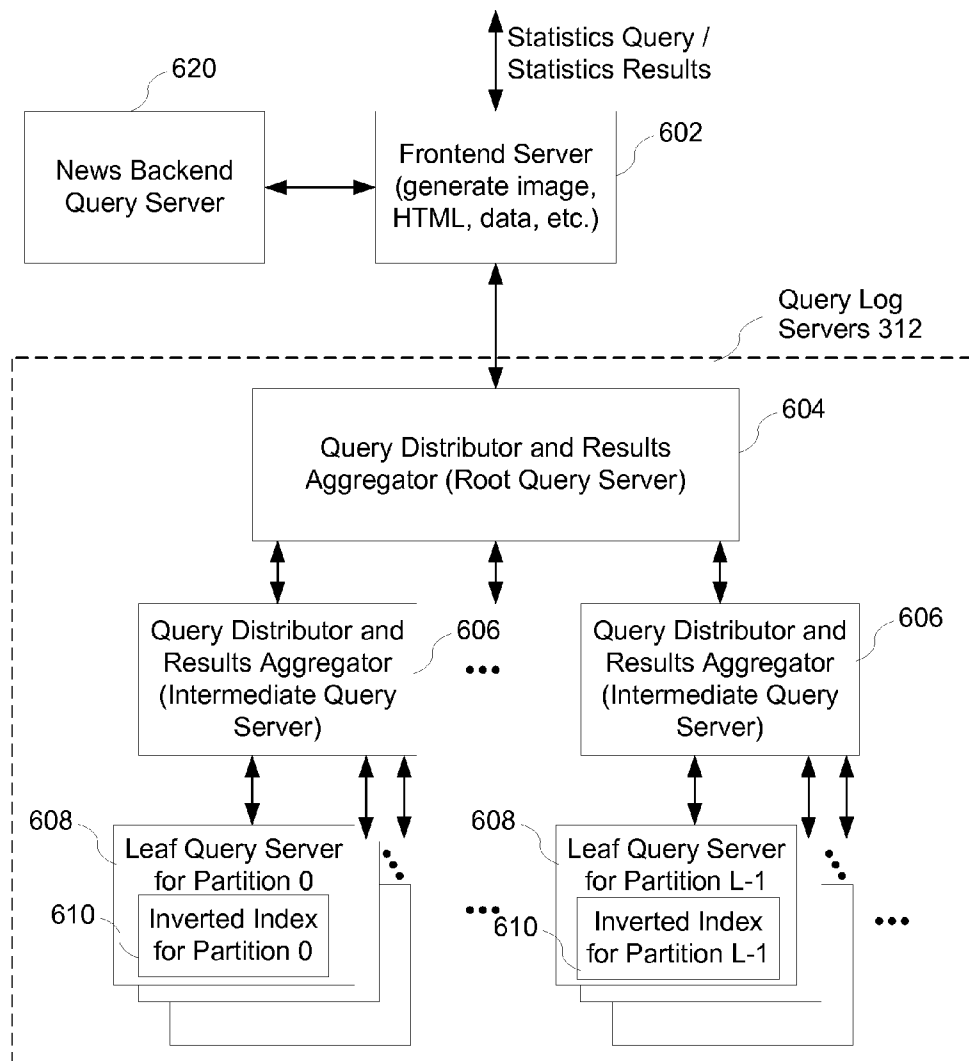 Statistics Query /
Statistics Results
620
602
News Backend
Query Server
Frontend Server
(generate image,
HTML, data, etc.)
Query Log
Servers 312
604
Query Distributor and Results
Aggregator (Root Query Server)
Query Distributor and
Results Aggregator
(Intermediate Query
Server)
606
•••
Query Distributor and
Results Aggregator
(Intermediate Query
Server)
606
608
Leaf Query Server
for Partition 0
610
Inverted Index
for Partition 0
•••
•••
608
Leaf Query Server
for Partition L-1
610
Inverted Index
for Partition L-1
•••
•••